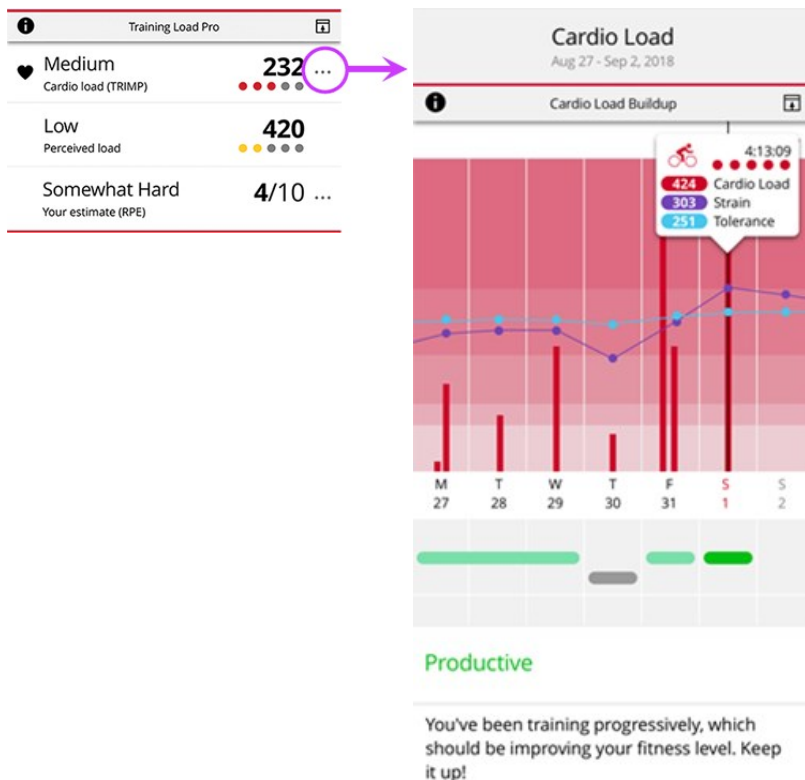 Training Load Pro
Medium
232 ...
Cardio load (TRIMP)
Low
420
Perceived load
Somewhat Hard
4/10 ...
Your estimate (RPE)
Cardio Load
Aug 27 - Sep 2, 2018
Cardio Load Buildup
4:13:09
424 Cardio Load
303 Strain
251 Tolerance
M T W T F S S
27 28 29 30 31 1 2
Productive
You've been training progressively, which
should be improving your fitness level. Keep
it up!